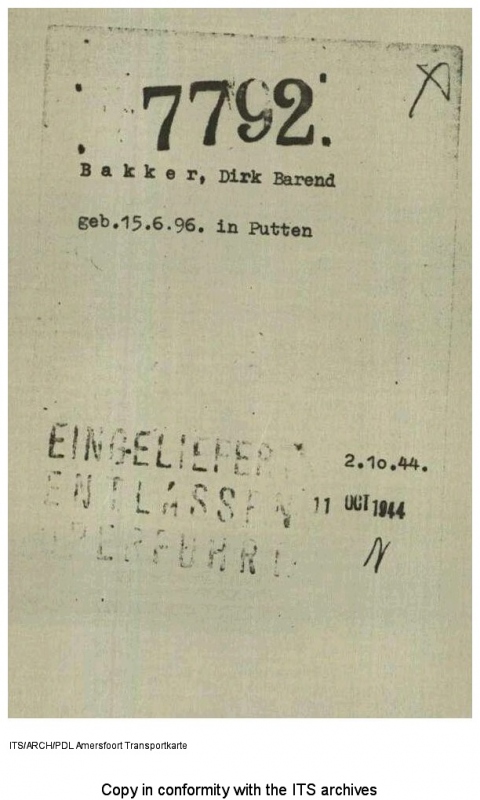 7792.
Bakker, Dirk Barend
geb.15.6.96. in Putten
EINGELIEFERT 2.10.44.
ENTLASSEN 11 OCT 1944
N
ITS/ARCH/PDL Amersfoort Transportkarte
Copy in conformity with the ITS archives